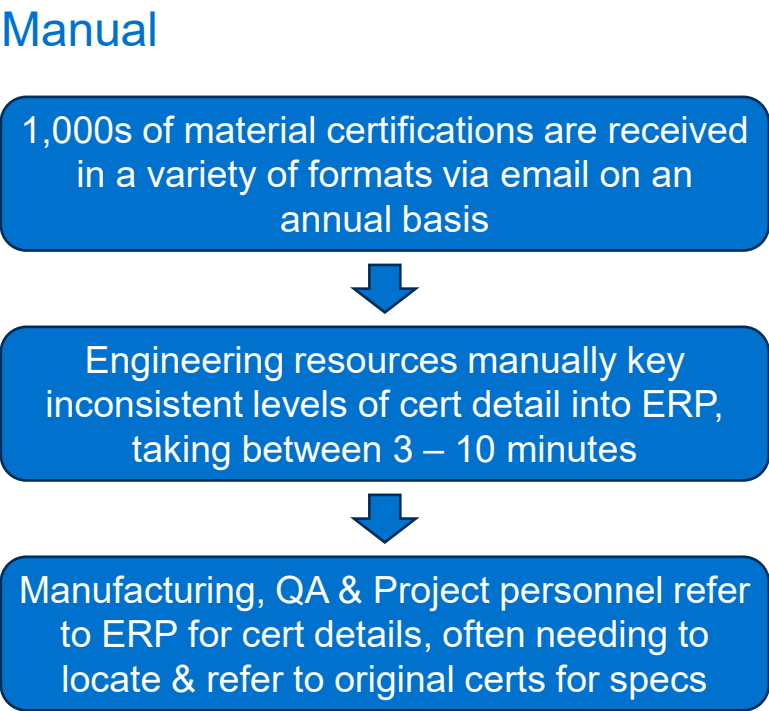 Manual
1,000s of material certifications are received
in a variety of formats via email on an
annual basis
Engineering resources manually key
inconsistent levels of cert detail into ERP,
taking between 3 – 10 minutes
Manufacturing, QA & Project personnel refer
to ERP for cert details, often needing to
locate & refer to original certs for specs